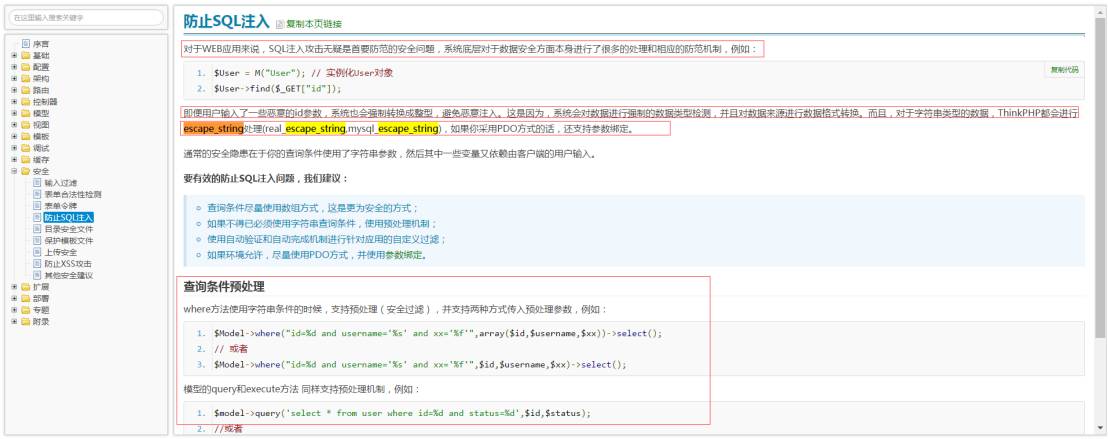 在这里输入搜索关键字
序言
基础
配置
架构
路由
控制器
模型
视图
模板
调试
缓存
安全
输入过滤
表单合法性检测
表单令牌
防止SQL注入
目录安全文件
保护模板文件
上传安全
防止XSS攻击
其他安全建议
扩展
部署
专题
附录
防止SQL注入 复制本页链接
对于WEB应用来说，SQL注入攻击无疑是首要防范的安全问题，系统底层对于数据安全方面本身进行了很多的处理和相应的防范机制，例如：
复制代码
1. $User = M("User"); // 实例化User对象
2. $User->find($_GET["id"]);
即便用户输入了一些恶意的id参数，系统也会强制转换成整型，避免恶意注入。这是因为，系统会对数据进行强制的数据类型检测，并且对数据来源进行数据格式转换。而且，对于字符串类型的数据，ThinkPHP都会进行
escape_string处理(real_escape_string,mysql_escape_string)，如果你采用PDO方式的话，还支持参数绑定。
通常的安全隐患在于你的查询条件使用了字符串参数，然后其中一些变量又依赖由客户端的用户输入。
要有效的防止SQL注入问题，我们建议：
查询条件尽量使用数组方式，这是更为安全的方式；
如果不得已必须使用字符串查询条件，使用预处理机制；
使用自动验证和自动完成机制进行针对应用的自定义过滤；
如果环境允许，尽量使用PDO方式，并使用参数绑定。
查询条件预处理
where方法使用字符串条件的时候，支持预处理（安全过滤），并支持两种方式传入预处理参数，例如：
1. $Model->where("id=%d and username='%s' and xx='%f'",array($id,$username,$xx))->select();
2. // 或者
3. $Model->where("id=%d and username='%s' and xx='%f'",$id,$username,$xx)->select();
模型的query和execute方法 同样支持预处理机制，例如：
1. $model->query('select * from user where id=%d and status=%d',$id,$status);
2. //或者